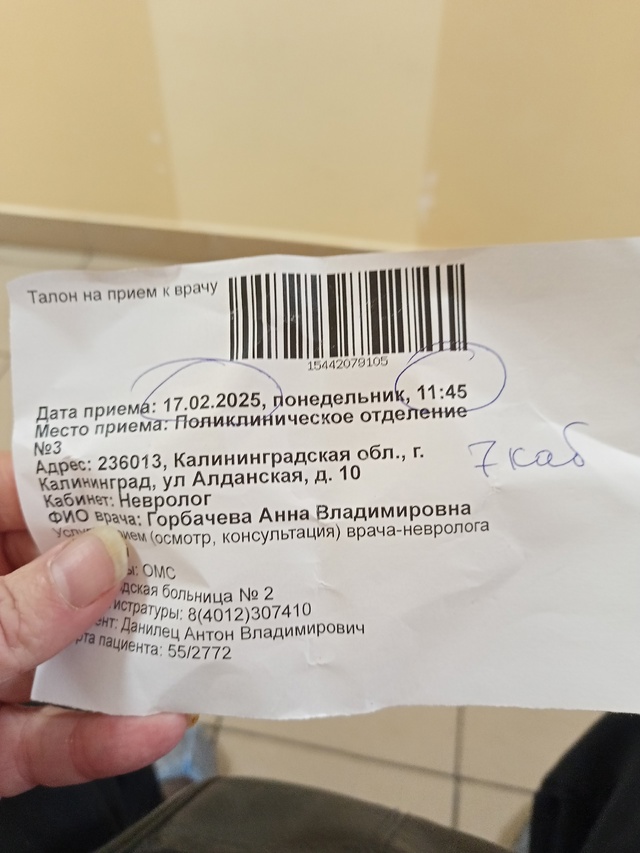 Талон на прием к врачу
15442079105
Дата приема: 17.02.2025, понедельник, 11:45
Место приема: Поликлиническое отделение
№3
Адрес: 236013, Калининградская обл., г.
Калининград, ул Алданская, д. 10
7 каб
Кабинет: Невролог
ФИО врача: Горбачева Анна Владимировна
(осмотр, консультация) врача-невролога
ОМС
больница № 2
8(4012)307410
Данилец Антон Владимирович
пациента: 55/2772